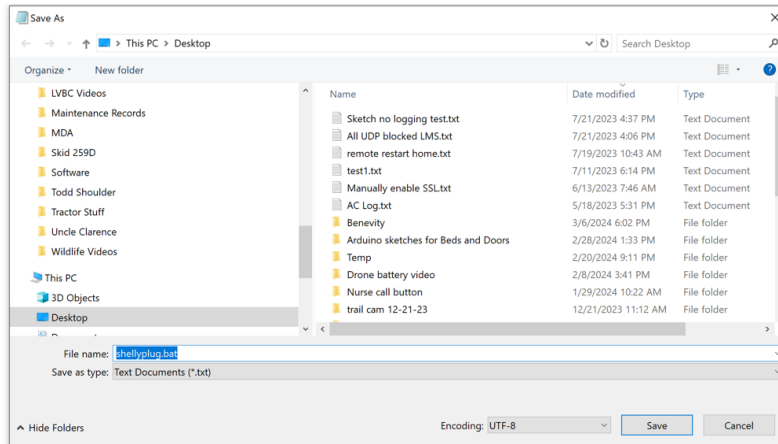 Save As
This PC > Desktop
Search Desktop
Organize
New folder
LVBC Videos
Maintenance Records
MDA
Skid 259D
Software
Todd Shoulder
Tractor Stuff
Uncle Clarence
Wildlife Videos
This PC
3D Objects
Desktop
Name Date modified Type
Sketch no logging test.txt 7/21/2023 4:37 PM Text Document
All UDP blocked LMS.txt 7/21/2023 4:06 PM Text Document
remote restart home.txt 7/19/2023 10:43 AM Text Document
test1.txt 7/11/2023 6:14 PM Text Document
Manually enable SSL.txt 6/13/2023 7:46 AM Text Document
AC Log.txt 5/18/2023 5:31 PM Text Document
Benevity 3/6/2024 6:02 PM File folder
Arduino sketches for Beds and Doors 2/28/2024 1:33 PM File folder
Temp 2/20/2024 9:11 PM File folder
Drone battery video 2/8/2024 3:41 PM File folder
Nurse call button 1/29/2024 10:22 AM File folder
trail cam 12-21-23 12/21/2023 11:12 AM File folder
File name: shellyplug.bat
Save as type: Text Documents (*.txt)
Hide Folders
Encoding: UTF-8
Save
Cancel